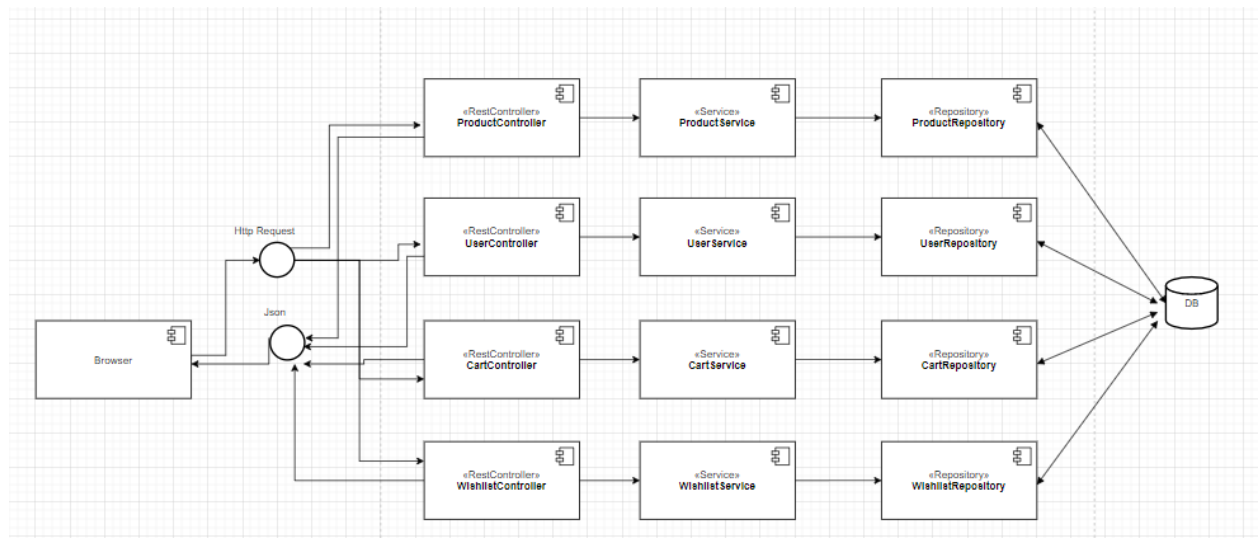 «RestController»
ProductController
«Service»
ProductService
«Repository»
ProductRepository
Http Request
«RestController»
UserController
«Service»
UserService
«Repository»
UserRepository
DB
Json
Browser
«RestController»
CartController
«Service»
CartService
«Repository»
CartRepository
«RestController»
WishlistController
«Service»
WishlistService
«Repository»
WishlistRepository